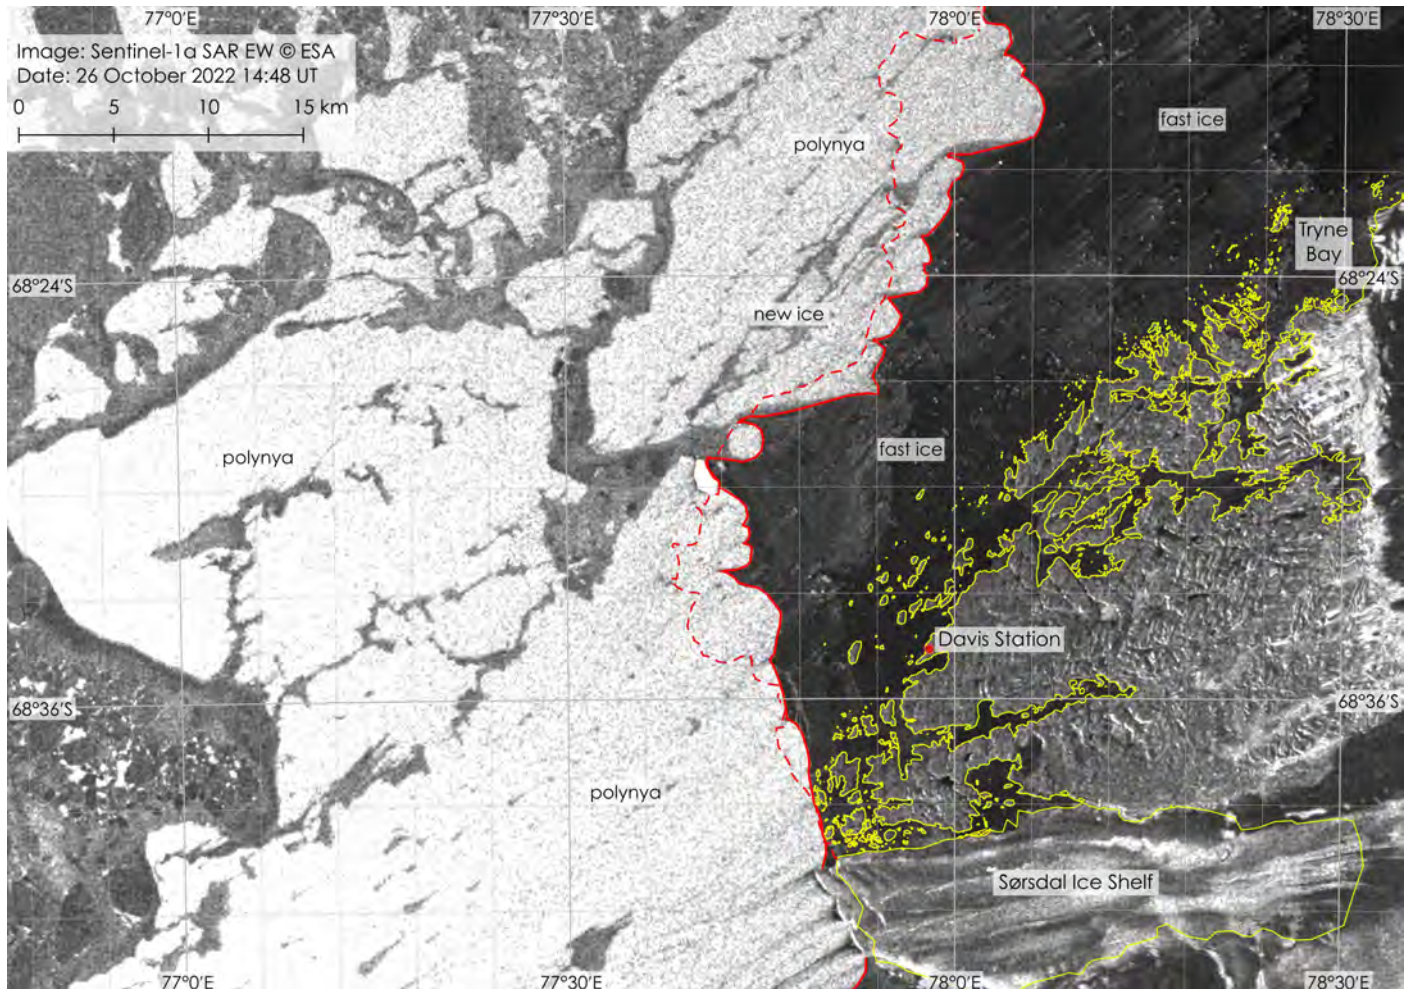 77°0'E
77°30'E
78°0'E
78°30'E
Image: Sentinel-1a SAR EW © ESA
Date: 26 October 2022 14:48 UT
0 5 10 15 km
fast ice
polynya
Tryne
Bay
68°24'S
68°24'S
new ice
fast ice
polynya
Davis Station
68°36'S
68°36'S
polynya
Sørsdal Ice Shelf
77°0'E
77°30'E
78°0'E
78°30'E